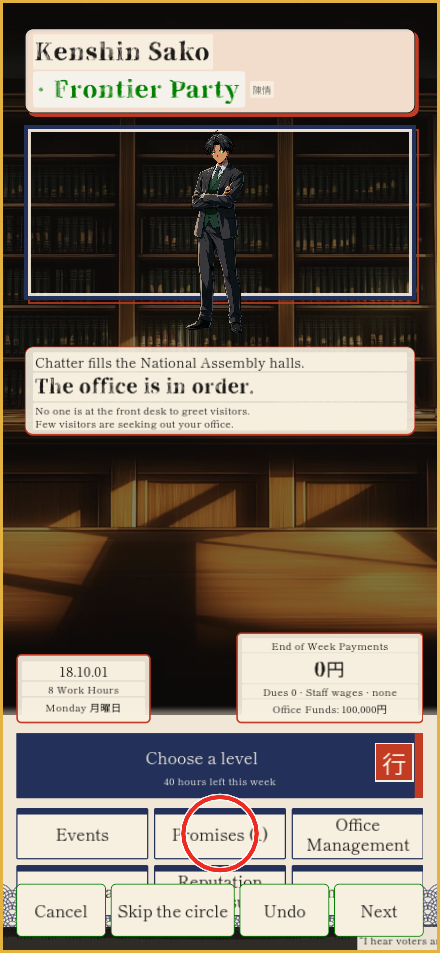 Kenshin Sako
· Frontier Party 陳情
Chatter fills the National Assembly halls.
The office is in order.
No one is at the front desk to greet visitors.
Few visitors are seeking out your office.
End of Week Payments
0円
Dues 0 · Staff wages · none
Office Funds: 100,000円
18.10.01
8 Work Hours
Monday 月曜日
Choose a level
40 hours left this week
行
Events
Promises
Office
Management
Reputation
Cancel
Skip the circle
Undo
Next
I hear voters a